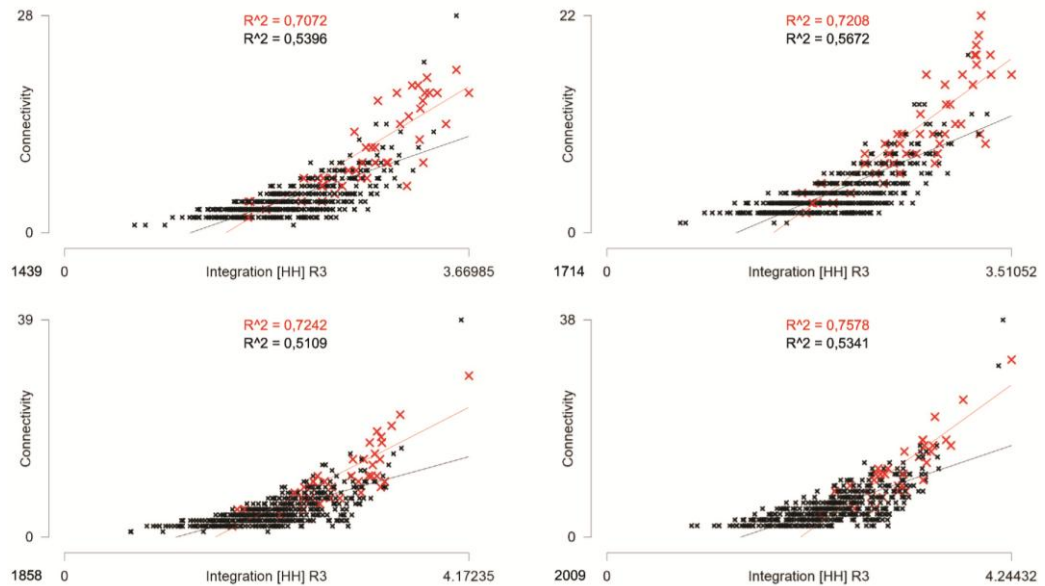 28
R^2 = 0,7072
R^2 = 0,5396
Connectivity
0
1439
0
Integration [HH] R3
3.66985
22
R^2 = 0,7208
R^2 = 0,5672
Connectivity
0
1714
0
Integration [HH] R3
3.51052
39
R^2 = 0,7242
R^2 = 0,5109
Connectivity
0
1858
0
Integration [HH] R3
4.17235
38
R^2 = 0,7578
R^2 = 0,5341
Connectivity
0
2009
0
Integration [HH] R3
4.24432